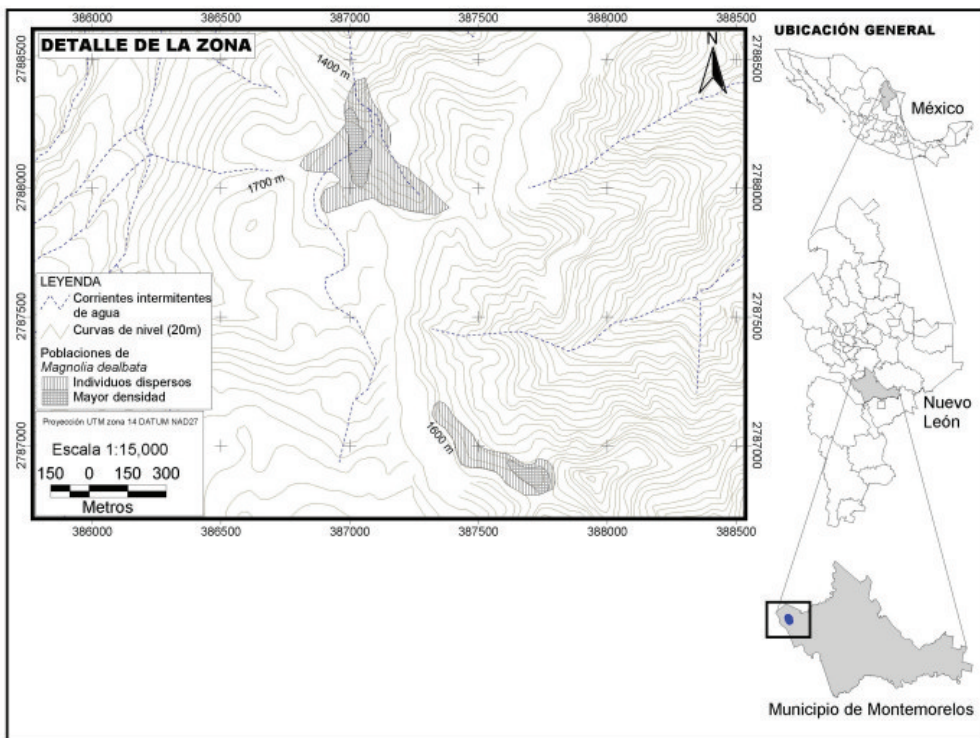 386000 386500 387000 387500 388000 388500
DETALLE DE LA ZONA
N
1400 m
1700 m
1600 m
2788500
2788000
2787500
2787000
2788500
2788000
2787500
2787000
LEYENDA
Corrientes intermitentes
de agua
Curvas de nivel (20m)
Poblaciones de
Magnolia dealbata
Individuos dispersos
Mayor densidad
Proyección UTM zona 14 DATUM NAD27
Escala 1:15,000
150 0 150 300
Metros
386000 386500 387000 387500 388000 388500
UBICACIÓN GENERAL
México
Nuevo
León
Municipio de Montemorelos